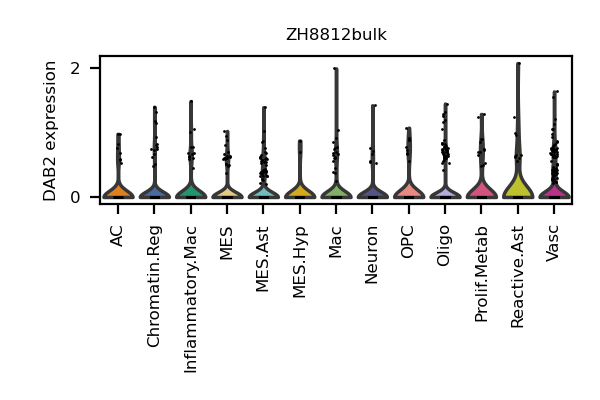 ZH8812bulk
DAB2 expression
2
0
AC
Chromatin.Reg
Inflammatory.Mac
MES
MES.Ast
MES.Hyp
Mac
Neuron
OPC
Oligo
Prolif.Metab
Reactive.Ast
Vasc